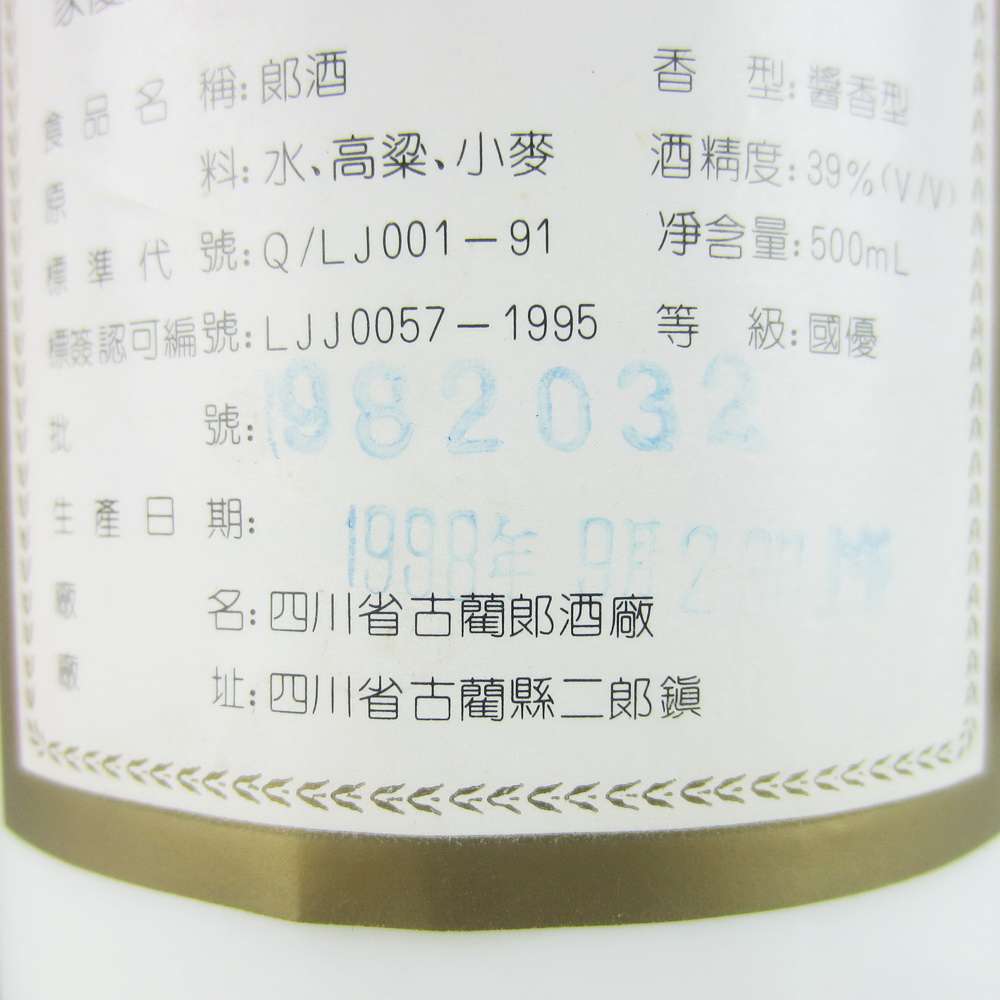 食品名稱:郎酒 香型:醬香型
原料:水、高粱、小麥 酒精度:39%(V/V)
標準代號:Q/LJ001-91 淨含量:500mL
標簽認可編號:LJJ0057-1995 等級:國優
批號:982032
生產日期:1998年9月2
廠名:四川省古藺郎酒廠
廠址:四川省古藺縣二郎鎮